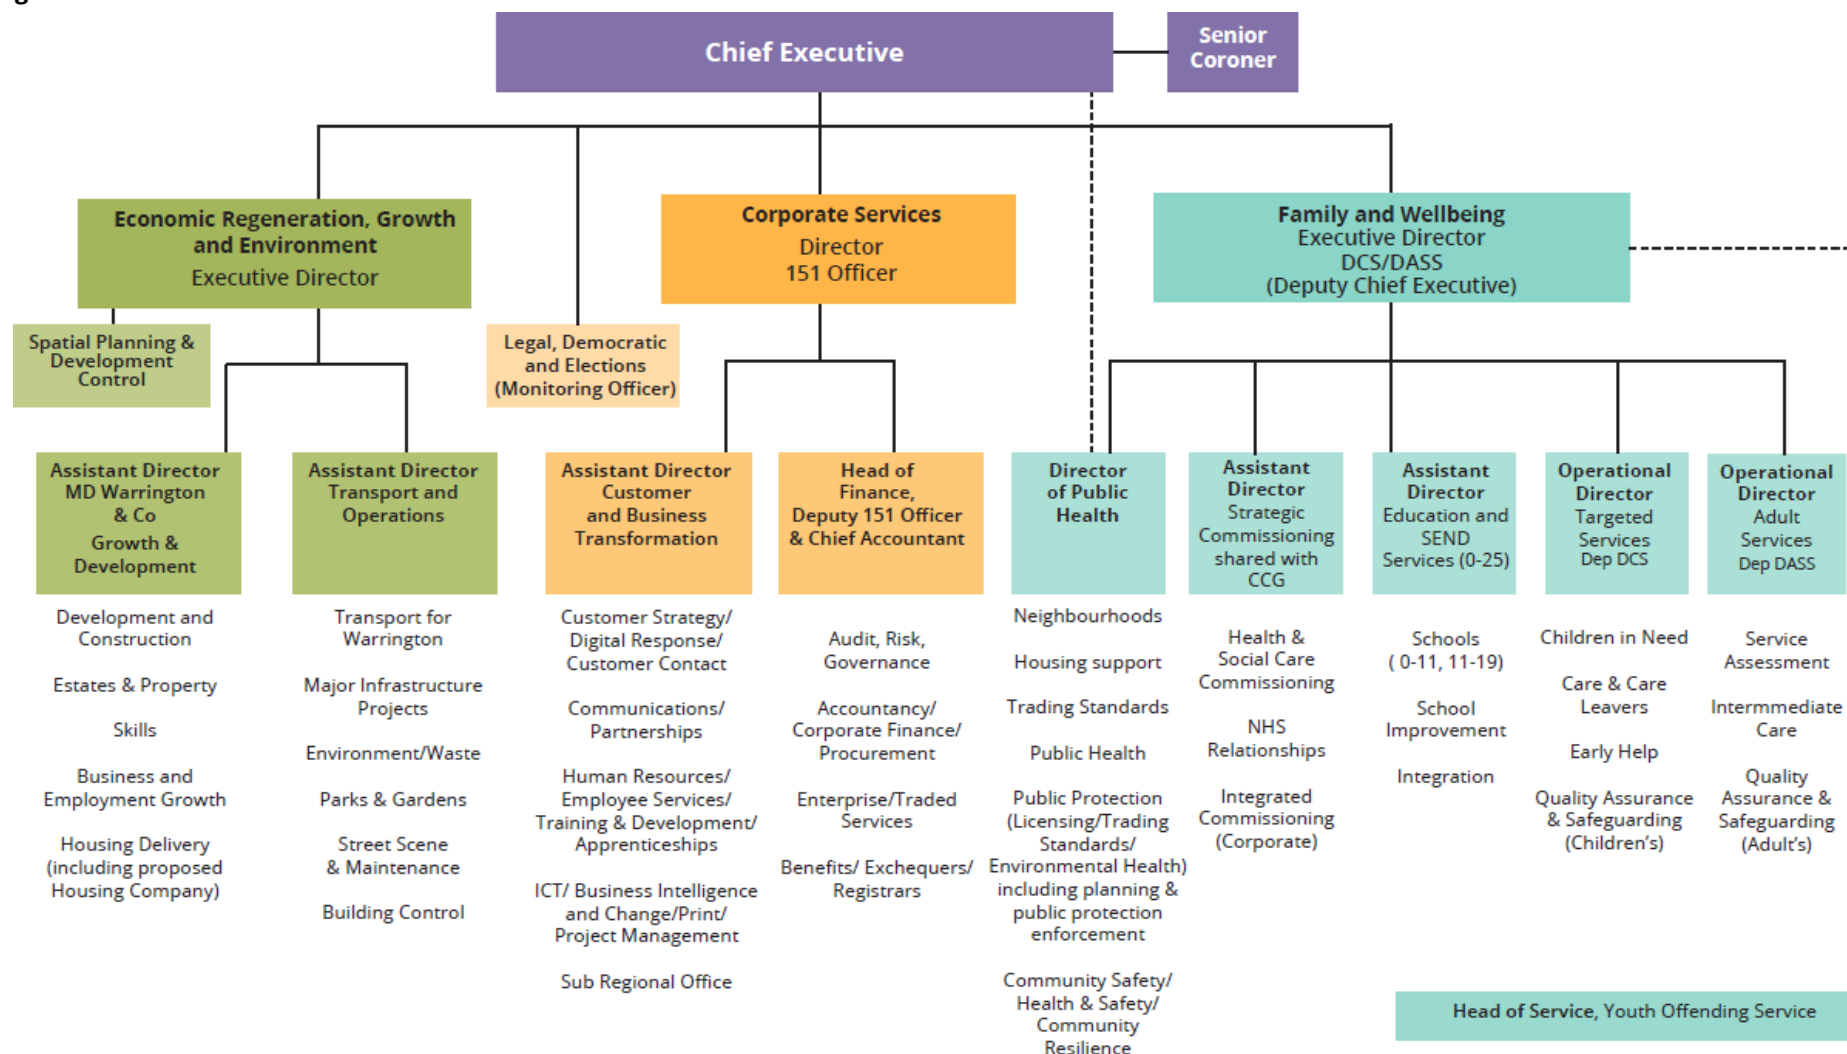 g
Chief Executive
Senior
Coroner
Economic Regeneration, Growth
and Environment
Executive Director
Corporate Services
Director
151 Officer
Family and Wellbeing
Executive Director
DCS/DASS
(Deputy Chief Executive)
Spatial Planning &
Development
Control
Legal, Democratic
and Elections
(Monitoring Officer)
Assistant Director
MD Warrington
& Co
Growth &
Development
Development and
Construction
Estates & Property
Skills
Business and
Employment Growth
Housing Delivery
(including proposed
Housing Company)
Assistant Director
Transport and
Operations
Transport for
Warrington
Major Infrastructure
Projects
Environment/Waste
Parks & Gardens
Street Scene
& Maintenance
Building Control
Assistant Director
Customer
and Business
Transformation
Customer Strategy/
Digital Response/
Customer Contact
Communications/
Partnerships
Human Resources/
Employee Services/
Training & Development/
Apprenticeships
ICT/ Business Intelligence
and Change/Print/
Project Management
Sub Regional Office
Head of
Finance,
Deputy 151 Officer
& Chief Accountant
Audit, Risk,
Governance
Accountancy/
Corporate Finance/
Procurement
Enterprise/Traded
Services
Benefits/ Exchequers/
Registrars
Director
of Public
Health
Neighbourhoods
Housing support
Trading Standards
Public Health
Public Protection
(Licensing/Trading
Standards/
Environmental Health)
including planning &
public protection
enforcement
Community Safety/
Health & Safety/
Community
Resilience
Assistant
Director
Strategic
Commissioning
shared with
CCG
Health &
Social Care
Commissioning
NHS
Relationships
Integrated
Commissioning
(Corporate)
Assistant
Director
Education and
SEND
Services (0-25)
Schools
( 0-11, 11-19)
School
Improvement
Integration
Operational
Director
Targeted
Services
Dep DCS
Children in Need
Care & Care
Leavers
Early Help
Quality Assurance
& Safeguarding
(Children's)
Operational
Director
Adult
Services
Dep DASS
Service
Assessment
Intermmediate
Care
Quality
Assurance &
Safeguarding
(Adult's)
Head of Service, Youth Offending Service